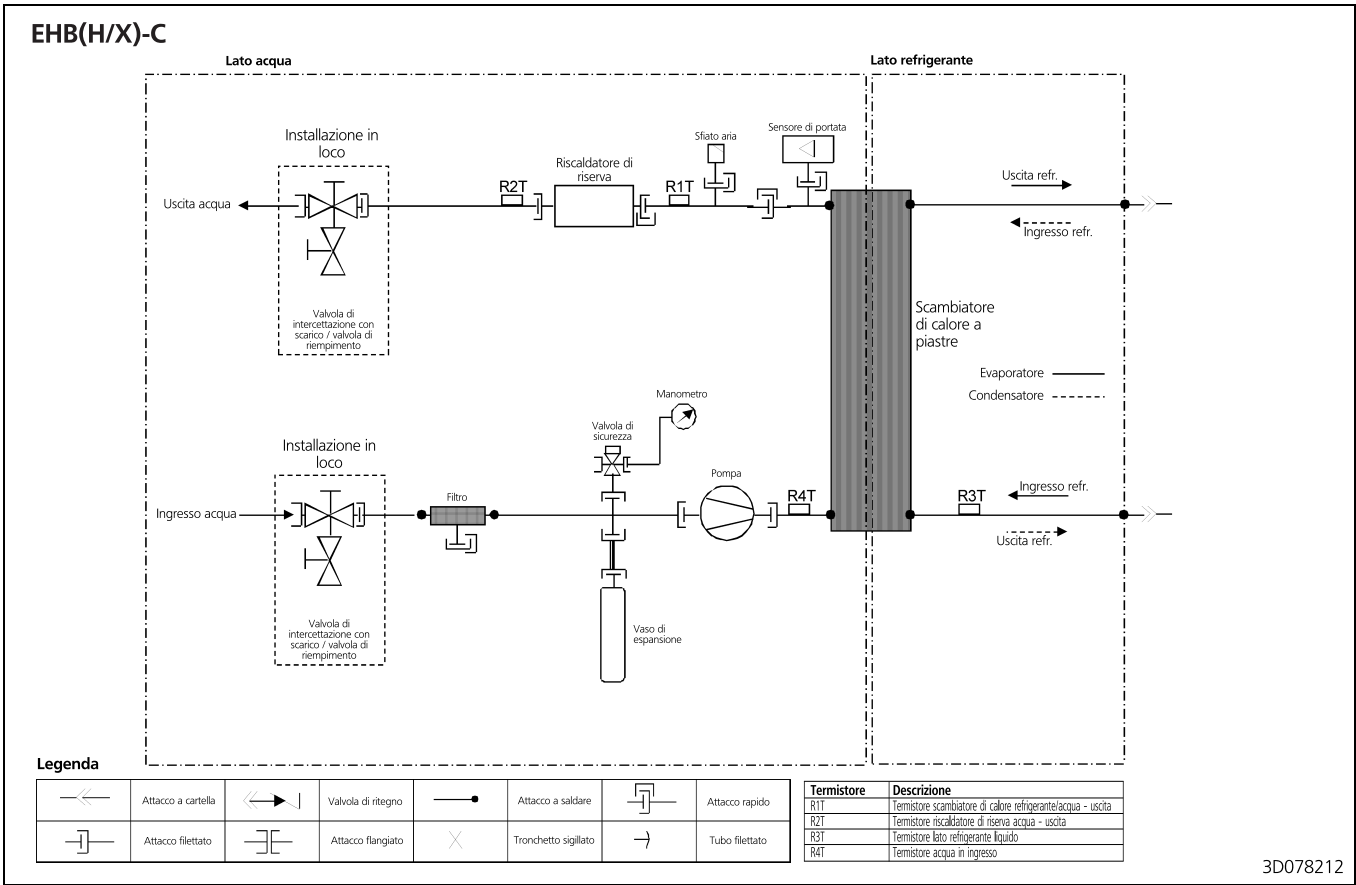 EHB(H/X)-C
Lato acqua
Lato refrigerante
Installazione in
loco
Uscita acqua
Valvola di
intercettazione con
scarico / valvola di
riempimento
R2T
Riscaldatore di
riserva
R1T
Sfiato aria
Sensore di portata
Uscita refr.
Ingresso refr.
Scambiatore
di calore a
piastre
Evaporatore
Condensatore
Installazione in
loco
Ingresso acqua
Valvola di
intercettazione con
scarico / valvola di
riempimento
Filtro
Valvola di
sicurezza
Manometro
Vaso di
espansione
Pompa
R4T
R3T
Ingresso refr.
Uscita refr.
Legenda
Attacco a cartella
Valvola di ritegno
Attacco a saldare
Attacco rapido
Attacco filettato
Attacco flangiato
Tronchetto sigillato
Tubo filettato
Termistore Descrizione
R1T Termistore scambiatore di calore refrigerante/acqua - uscita
R2T Termistore riscaldatore di riserva acqua - uscita
R3T Termistore lato refrigerante liquido
R4T Termistore acqua in ingresso
3D078212